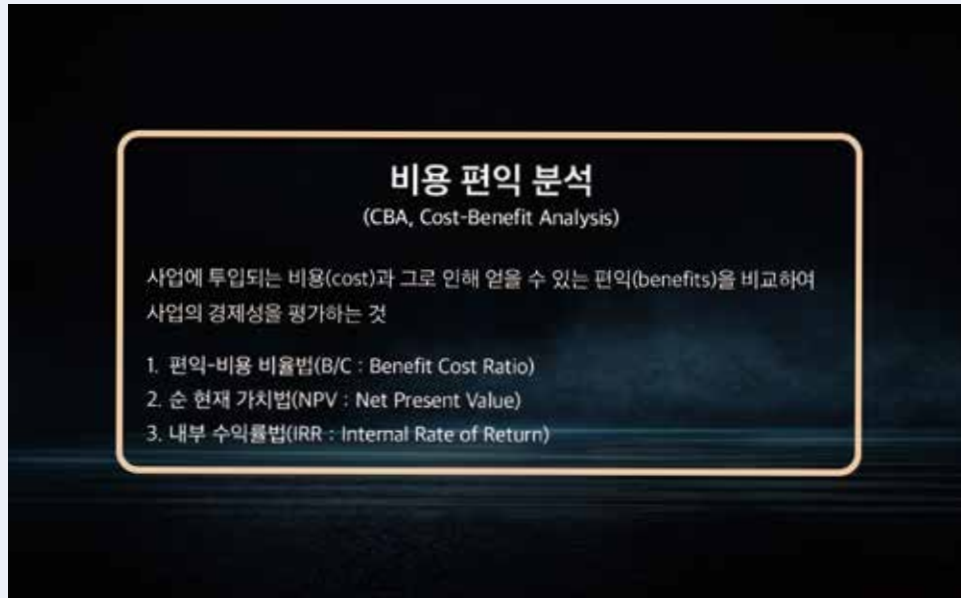 비용 편익 분석
(CBA, Cost-Benefit Analysis)
사업에 투입되는 비용(cost)과 그로 인해 얻을 수 있는 편익(benefits)을 비교하여
사업의 경제성을 평가하는 것
1. 편익-비용 비율법(B/C : Benefit Cost Ratio)
2. 순 현재 가치법(NPV : Net Present Value)
3. 내부 수익률법(IRR : Internal Rate of Return)